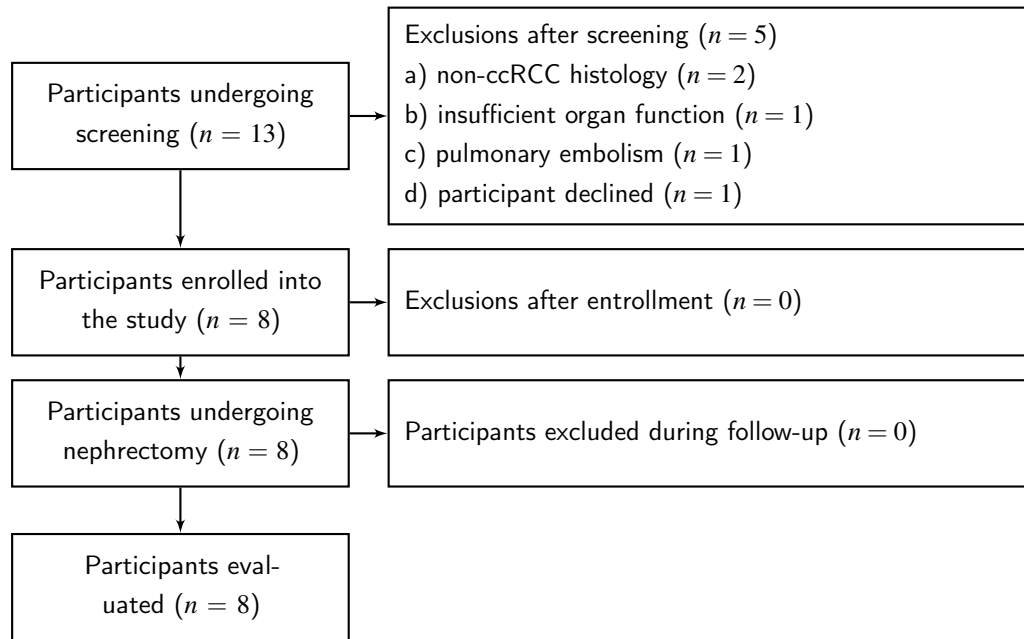 Participants undergoing
screening (n = 13)
Exclusions after screening (n = 5)
a) non-ccRCC histology (n = 2)
b) insufficient organ function (n = 1)
c) pulmonary embolism (n = 1)
d) participant declined (n = 1)
Participants enrolled into
the study (n = 8)
Exclusions after entrollment (n = 0)
Participants undergoing
nephrectomy (n = 8)
Participants excluded during follow-up (n = 0)
Participants eval-
uated (n = 8)